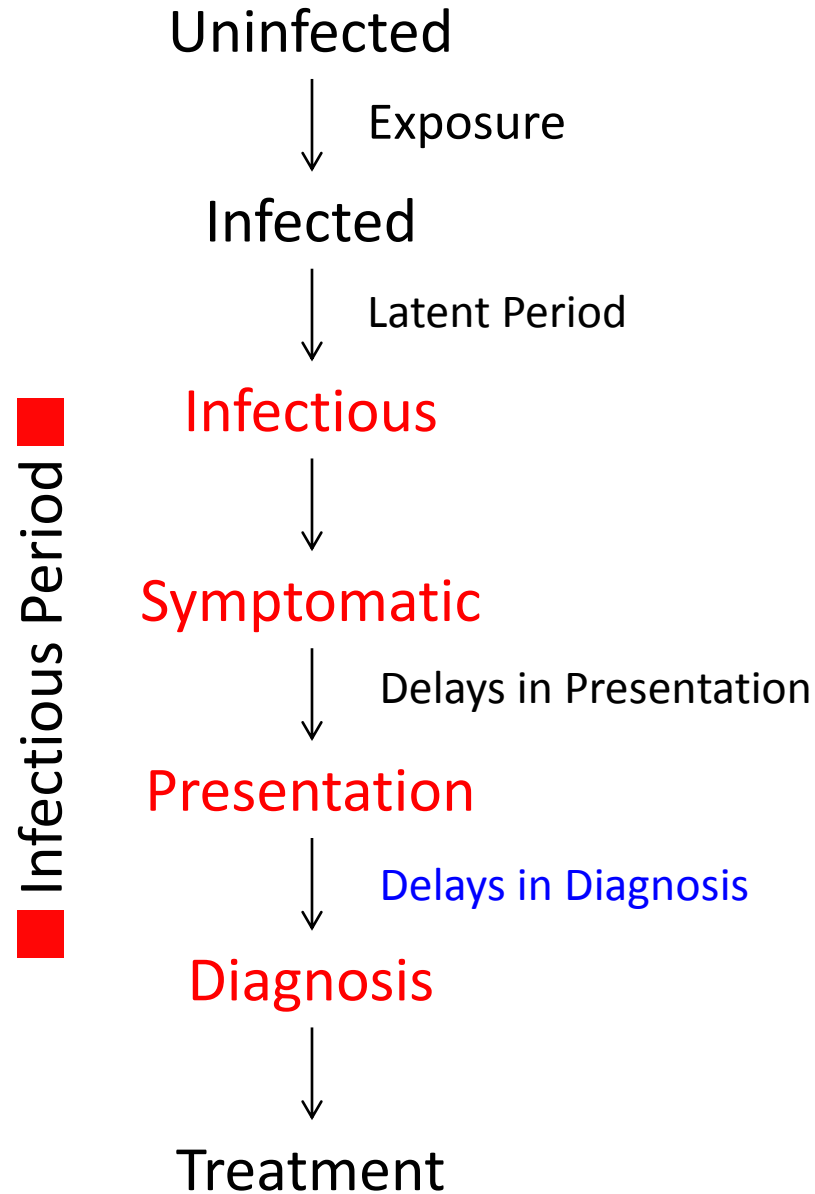 Uninfected
Exposure
Infected
Latent Period
Infectious
Infectious Period
Symptomatic
Delays in Presentation
Presentation
Delays in Diagnosis
Diagnosis
Treatment